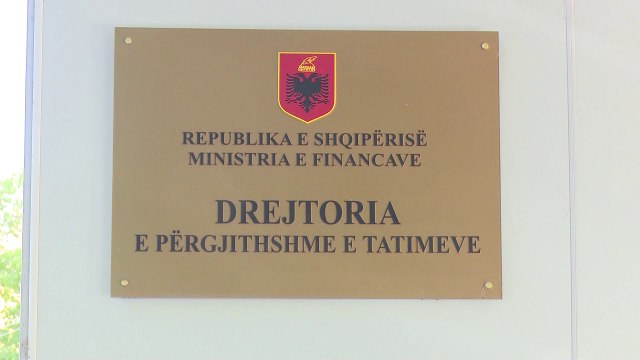 REPUBLIKA E SHQIPËRISË
MINISTRIA E FINANCAVE
DREJTORIA
E PËRGJITHSHME E TATIMEVE